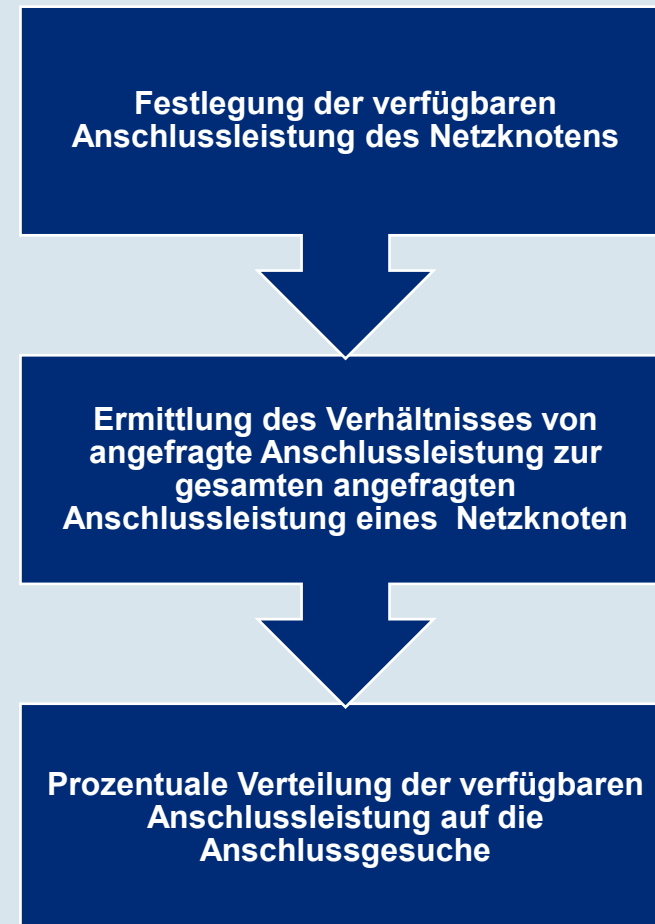 Festlegung der verfügbaren
Anschlussleistung des Netzknotens
Ermittlung des Verhältnisses von
angefragte Anschlussleistung zur
gesamten angefragten
Anschlussleistung eines  Netzknoten
Prozentuale Verteilung der verfügbaren
Anschlussleistung auf die
Anschlussgesuche